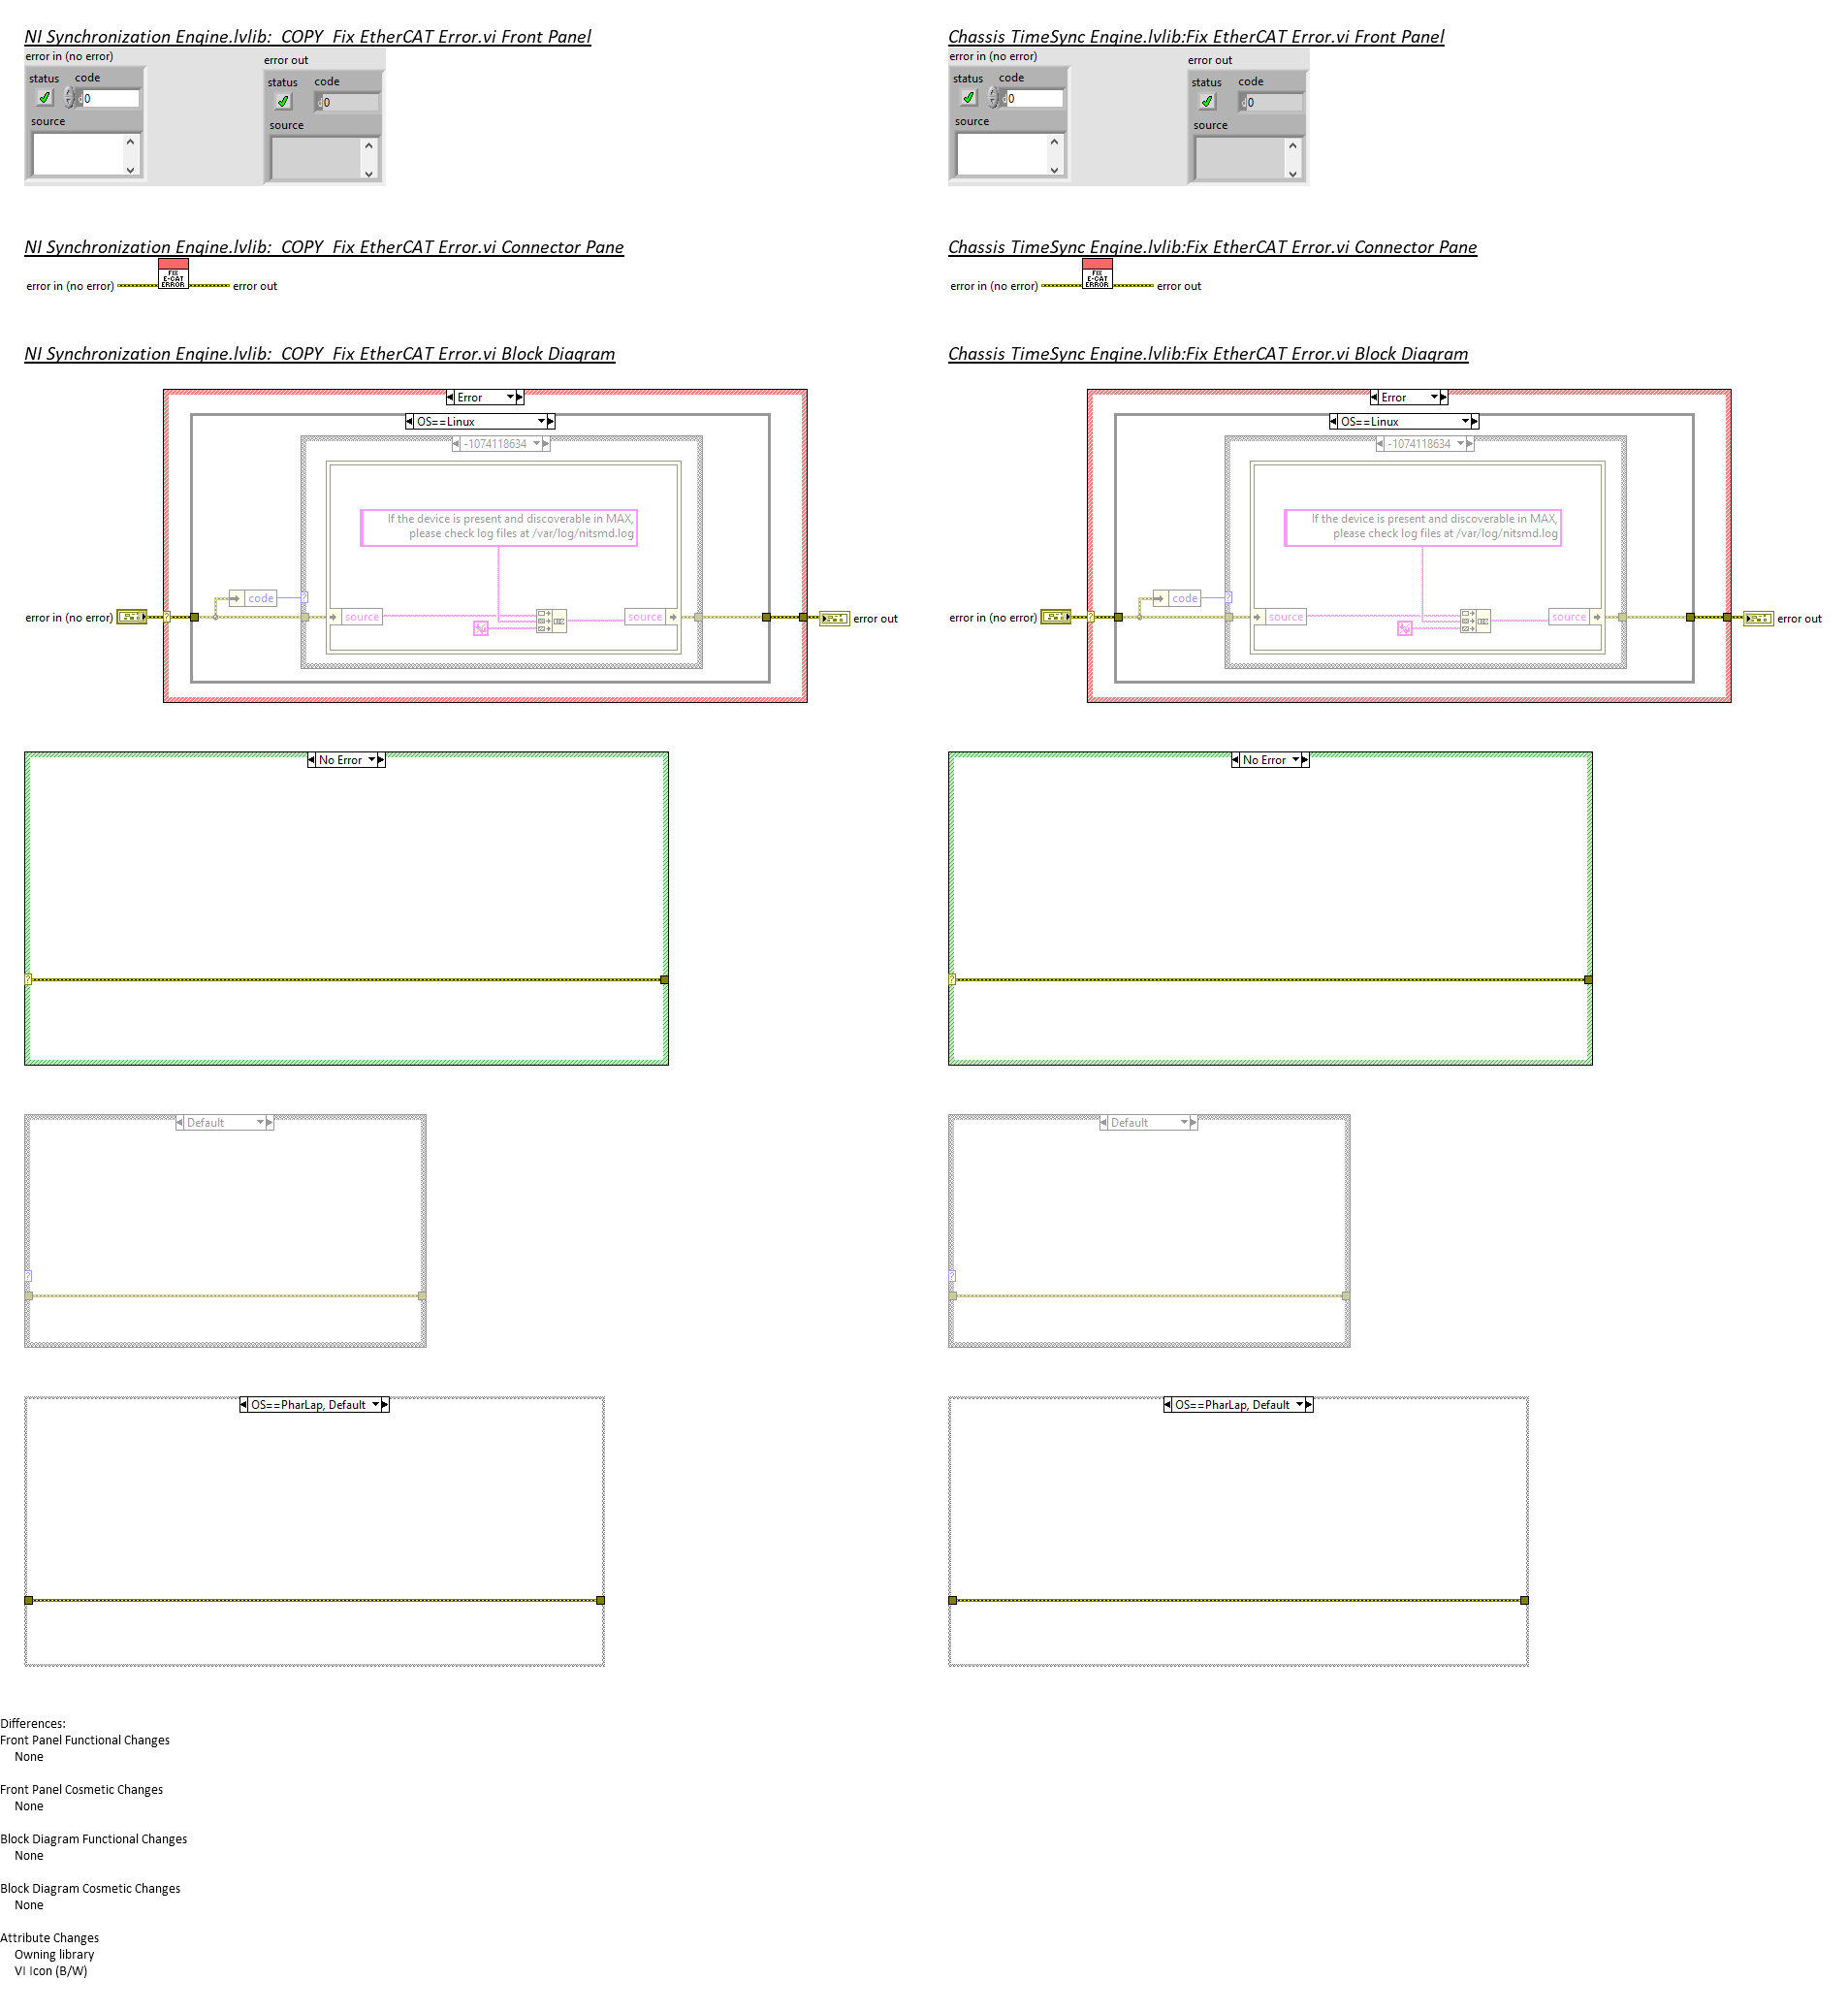 NI Synchronization Engine.lvlib:  COPY  Fix EtherCAT Error.vi Front Panel
error in (no error)
error out
status code
0
source
status code
0
source
Chassis TimeSync Engine.lvlib:Fix EtherCAT Error.vi Front Panel
error in (no error)
error out
status code
0
source
status code
0
source
NI Synchronization Engine.lvlib:  COPY  Fix EtherCAT Error.vi Connector Pane
FIX
E-CAT
ERROR
error in (no error)
error out
Chassis TimeSync Engine.lvlib:Fix EtherCAT Error.vi Connector Pane
FIX
E-CAT
ERROR
error in (no error)
error out
NI Synchronization Engine.lvlib:  COPY  Fix EtherCAT Error.vi Block Diagram
Error
OS==Linux
-1074118634
If the device is present and discoverable in MAX,
please check log files at /var/log/nitsmd.log
code
?
error in (no error)
?
source
source
error out
Chassis TimeSync Engine.lvlib:Fix EtherCAT Error.vi Block Diagram
Error
OS==Linux
-1074118634
If the device is present and discoverable in MAX,
please check log files at /var/log/nitsmd.log
code
?
error in (no error)
?
source
source
error out
No Error
?
No Error
?
Default
?
Default
?
OS==PharLap, Default
OS==PharLap, Default
Differences:
Front Panel Functional Changes
None
Front Panel Cosmetic Changes
None
Block Diagram Functional Changes
None
Block Diagram Cosmetic Changes
None
Attribute Changes
Owning library
VI Icon (B/W)